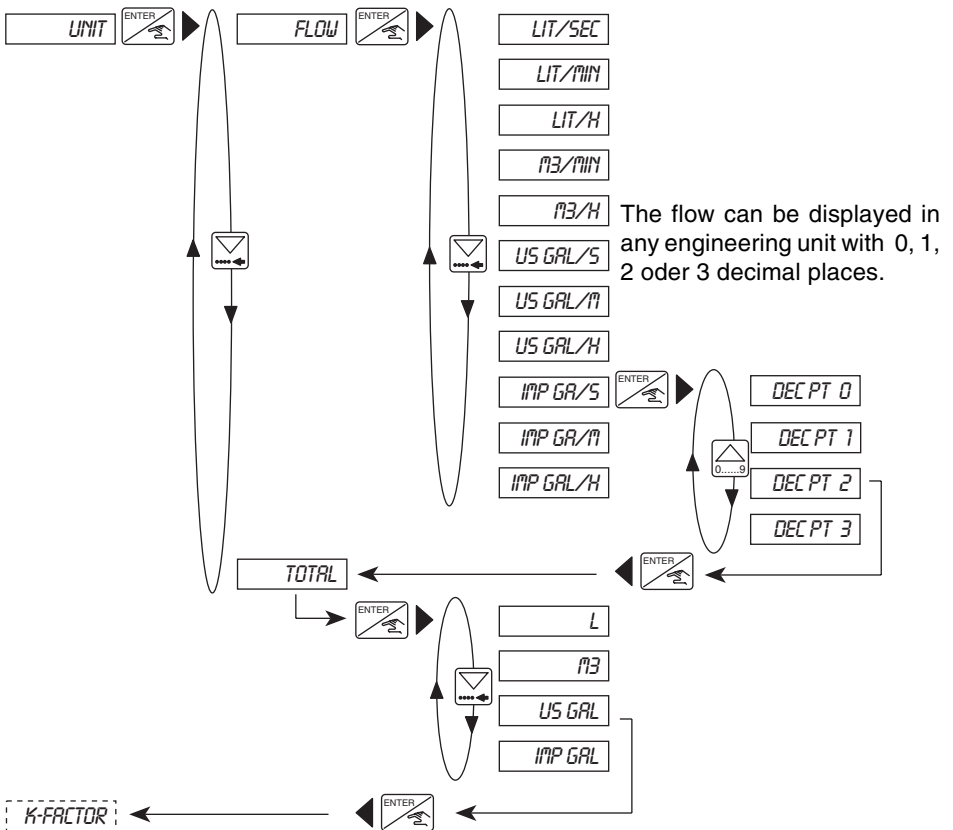 UNIT
ENTER
FLOW
ENTER
LIT/SEC
LIT/MIN
LIT/H
M3/MIN
M3/H
US GAL/S
US GAL/M
US GAL/H
IMP GA/S
IMP GA/M
IMP GAL/H
The flow can be displayed in
any engineering unit with 0, 1,
2 oder 3 decimal places.
ENTER
0......9
DEC PT 0
DEC PT 1
DEC PT 2
DEC PT 3
ENTER
TOTAL
ENTER
L
M3
US GAL
IMP GAL
ENTER
K-FACTOR